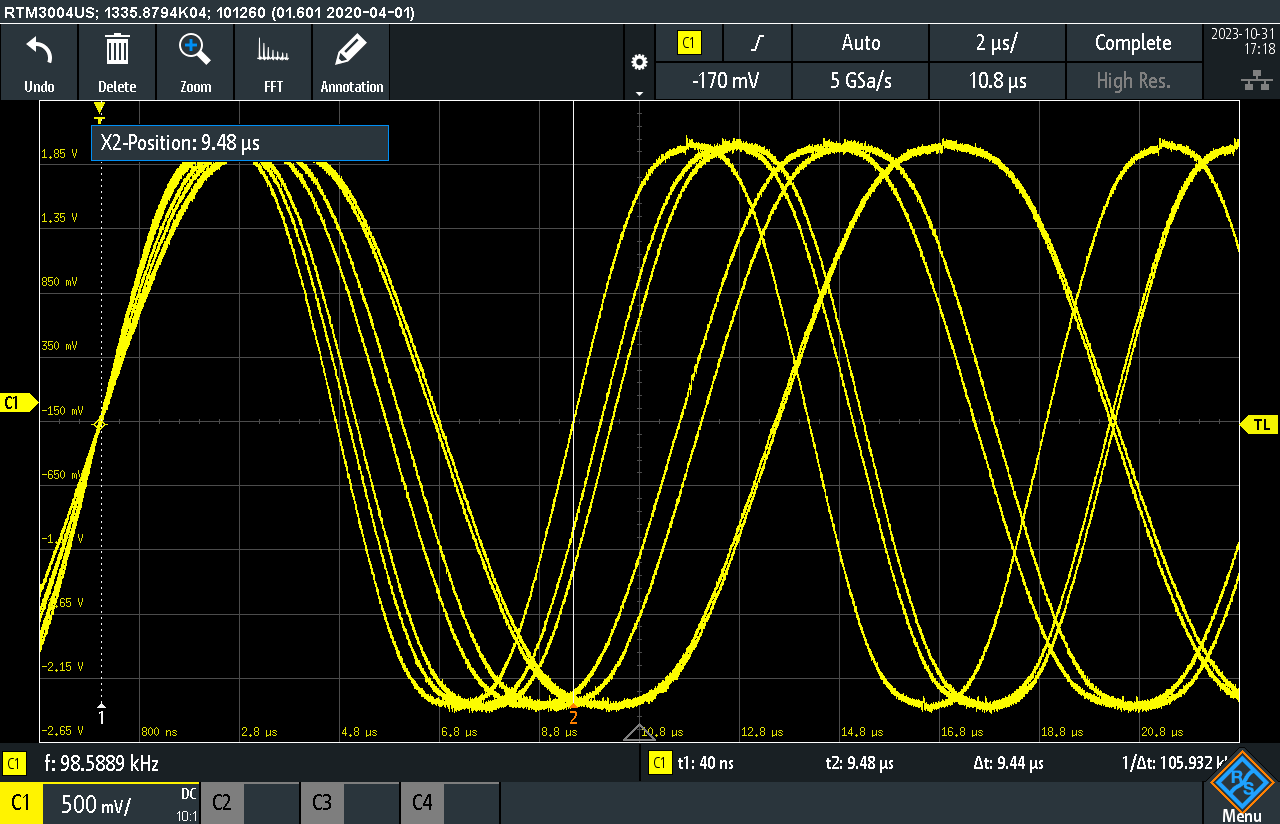 RTM3004US; 1335.8794K04; 101260 (01.601 2020-04-01)
Undo
Delete
Zoom
FFT
Annotation
C1
Auto
2 µs/
Complete
2023-10-31
17:18
-170 mV
5 GSa/s
10.8 µs
High Res.
T
X2-Position: 9.48 µs
1.85 V
1.35 V
850 mV
350 mV
C1
-150 mV
TL
-650 mV
-2.15 V
1
2
-2.65 V
800 ns
2.8 µs
4.8 µs
6.8 µs
8.8 µs
10.8 µs
12.8 µs
14.8 µs
16.8 µs
18.8 µs
20.8 µs
C1
f: 98.5889 kHz
C1
t1: 40 ns
t2: 9.48 µs
Δt: 9.44 µs
1/Δt: 105.932
C1
500 mV/
DC
10:1
C2
C3
C4
R S
Menu